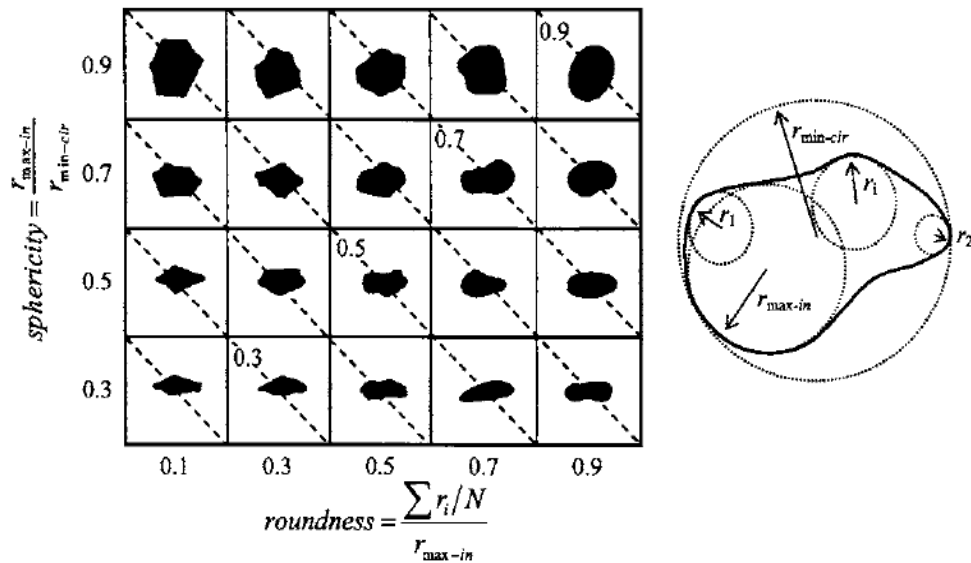 0.9
0.7
0.5
0.3
sphericity = r_max-in / r_min-cir
0.9
0.7
0.5
0.3
0.1 0.3 0.5 0.7 0.9
roundness = ∑ r_i/N / r_max-in
r_min-cir
r_1
r_1
r_2
r_max-in